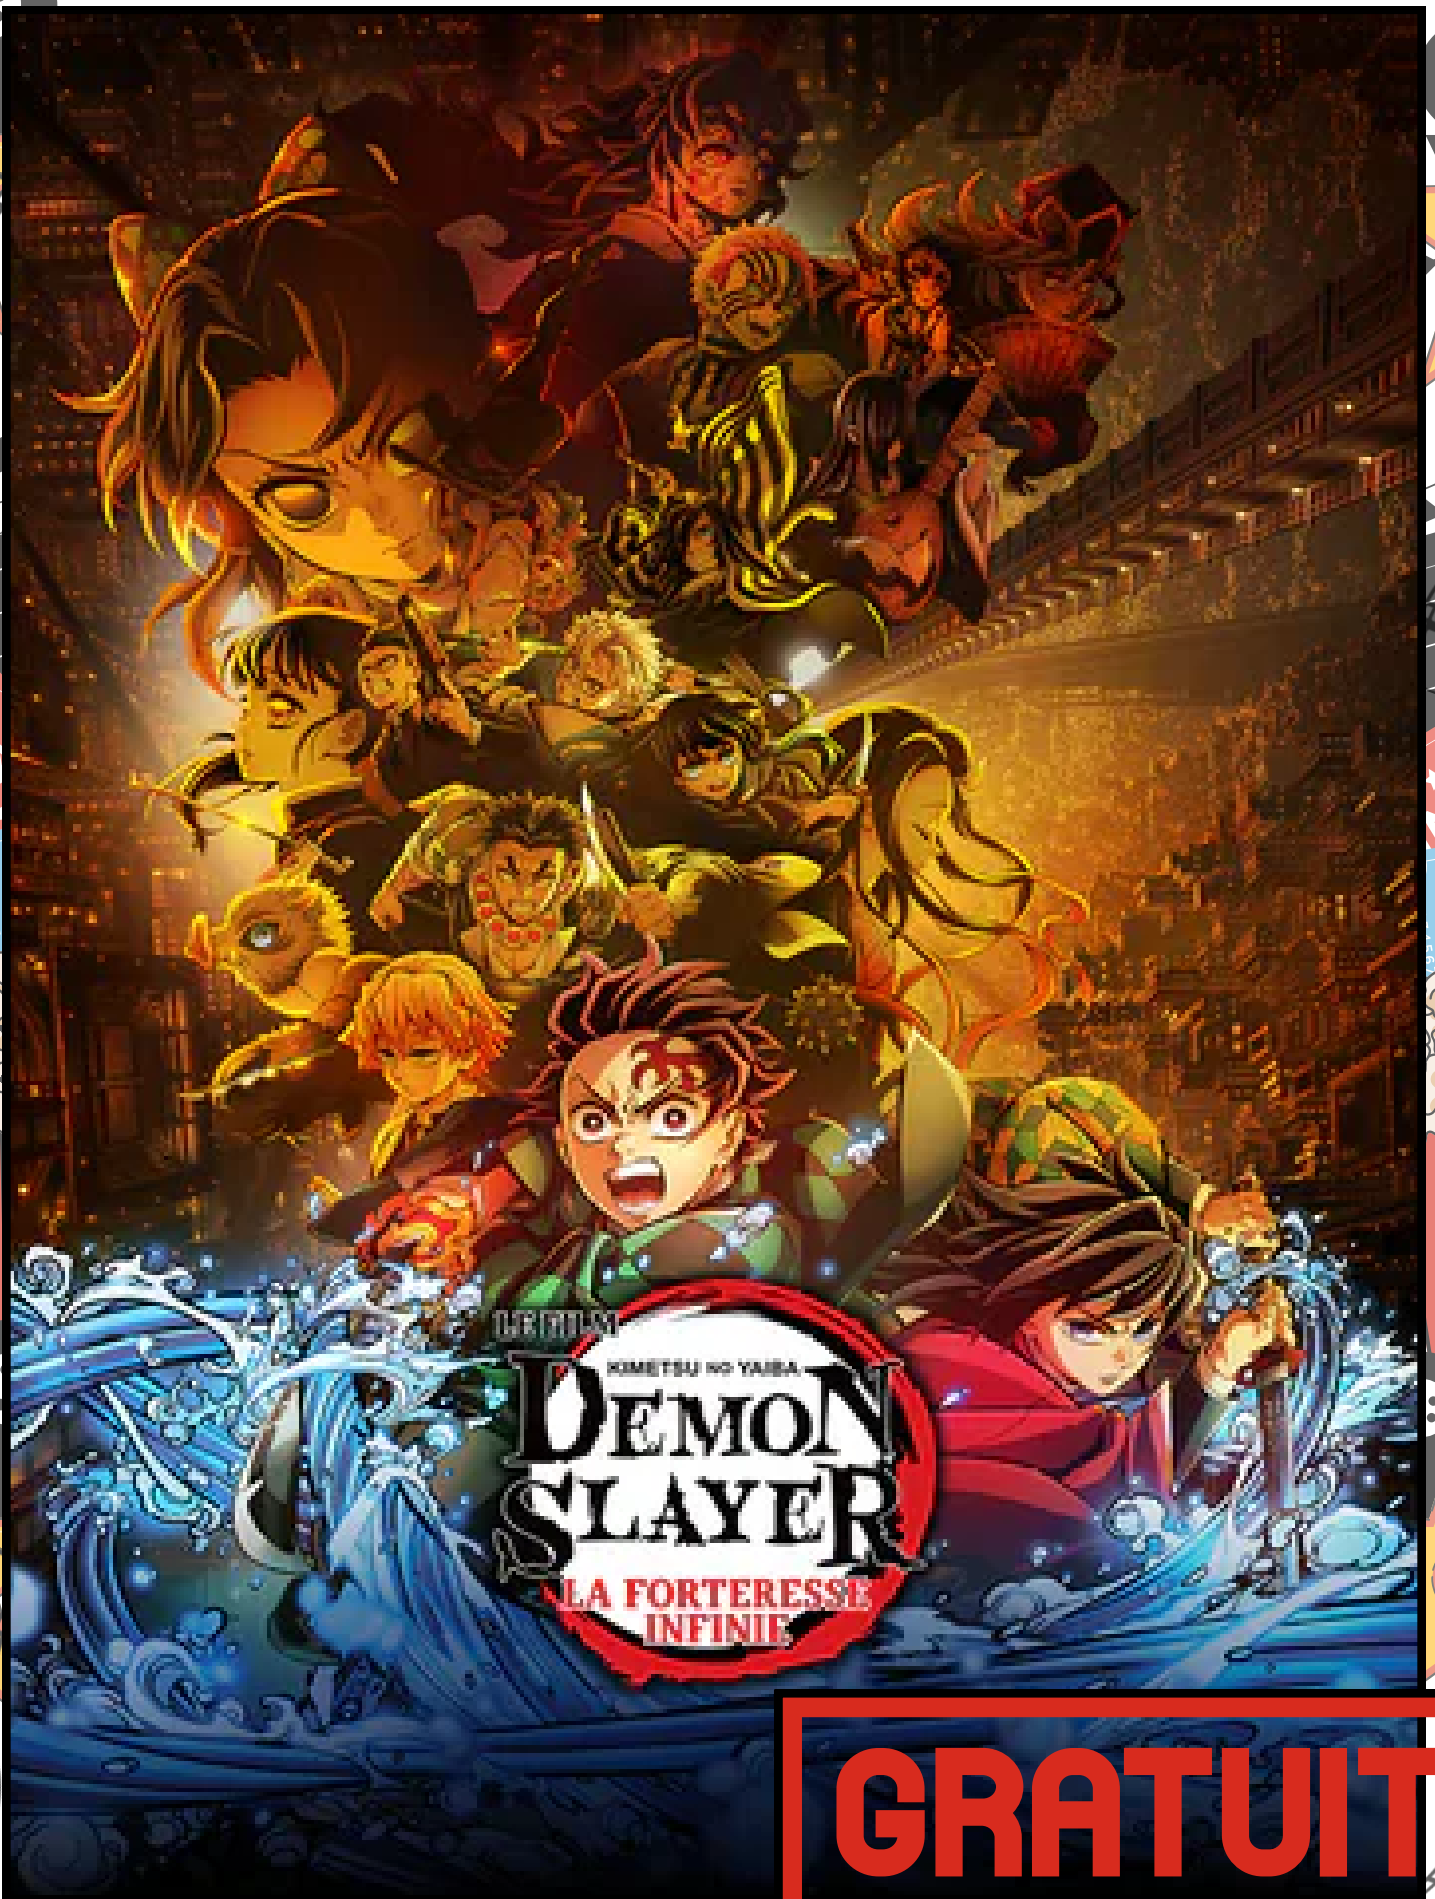 LE FILM
KIMETSU NO YAIBA
DEMON
SLAYER
LA FORTERESSE
INFINIE
GRATUIT